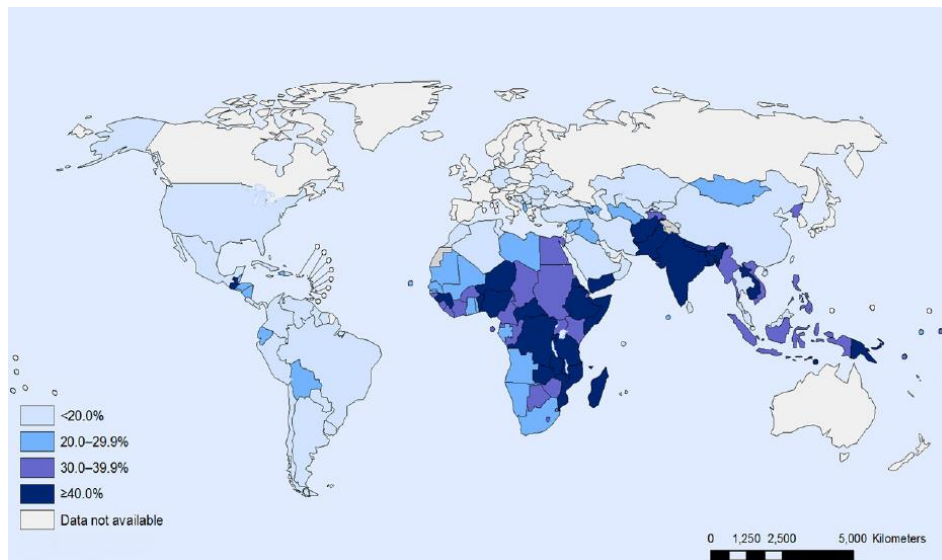 <20.0%
20.0–29.9%
30.0–39.9%
≥40.0%
Data not available
0 1,250 2,500 5,000 Kilometers